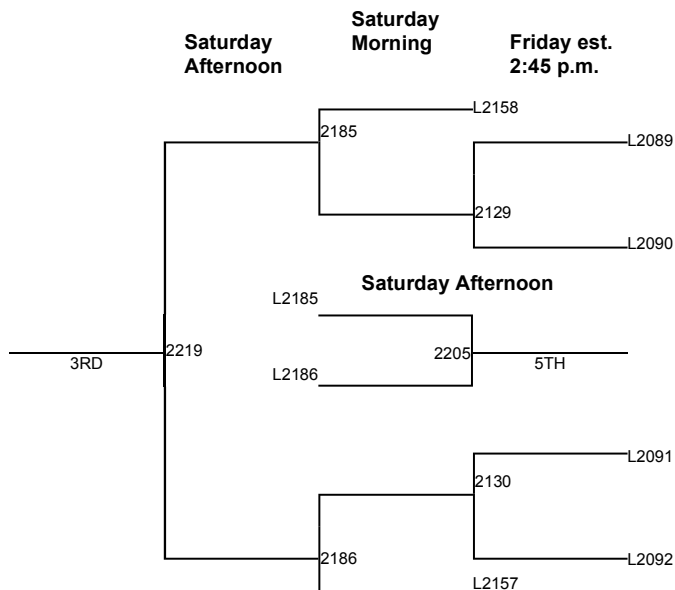 Saturday
Afternoon
Saturday
Morning
Friday est.
2:45 p.m.
L2158
2185
L2089
2129
L2090
Saturday Afternoon
L2185
2219
3RD
2205
5TH
L2186
L2091
2130
2186
L2092
L2157